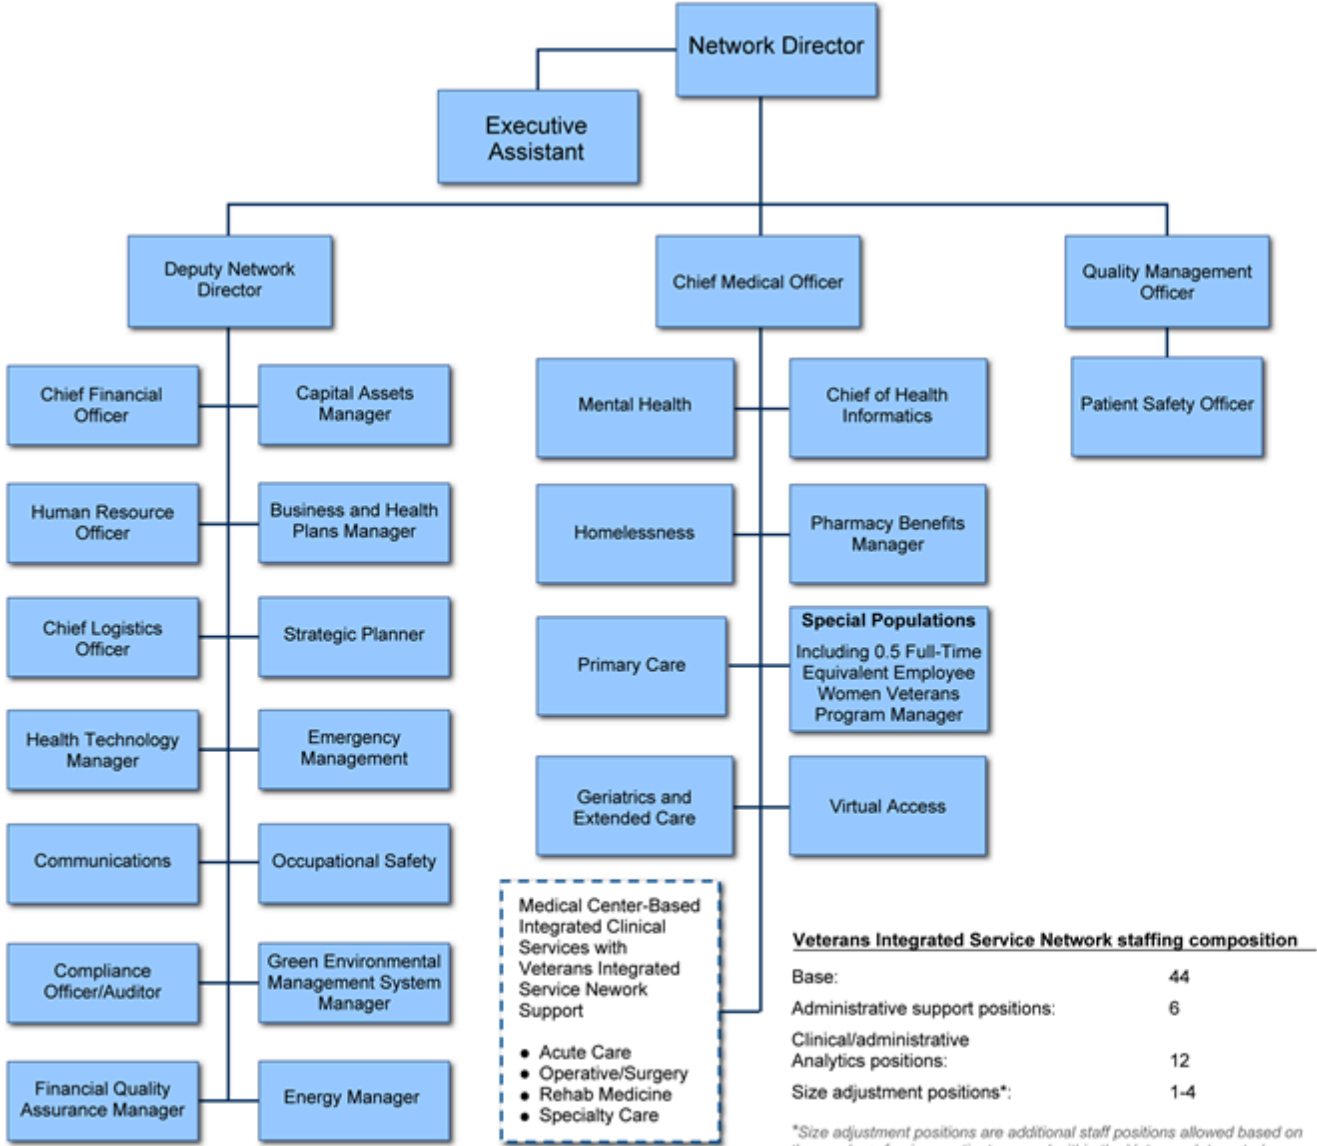 Network Director
Executive
Assistant
Deputy Network
Director
Chief Medical Officer
Quality Management
Officer
Chief Financial
Officer
Capital Assets
Manager
Human Resource
Officer
Business and Health
Plans Manager
Chief Logistics
Officer
Strategic Planner
Health Technology
Manager
Emergency
Management
Communications
Occupational Safety
Compliance
Officer/Auditor
Green Environmental
Management System
Manager
Financial Quality
Assurance Manager
Energy Manager
Mental Health
Chief of Health
Informatics
Homelessness
Pharmacy Benefits
Manager
Primary Care
Special Populations
Including 0.5 Full-Time
Equivalent Employee
Women Veterans
Program Manager
Geriatrics and
Extended Care
Virtual Access
Medical Center-Based
Integrated Clinical
Services with
Veterans Integrated
Service Nework
Support
● Acute Care
● Operative/Surgery
● Rehab Medicine
● Specialty Care
Patient Safety Officer
Veterans Integrated Service Network staffing composition
Base: 44
Administrative support positions: 6
Clinical/administrative
Analytics positions: 12
Size adjustment positions*: 1-4
*Size adjustment positions are additional staff positions allowed based on